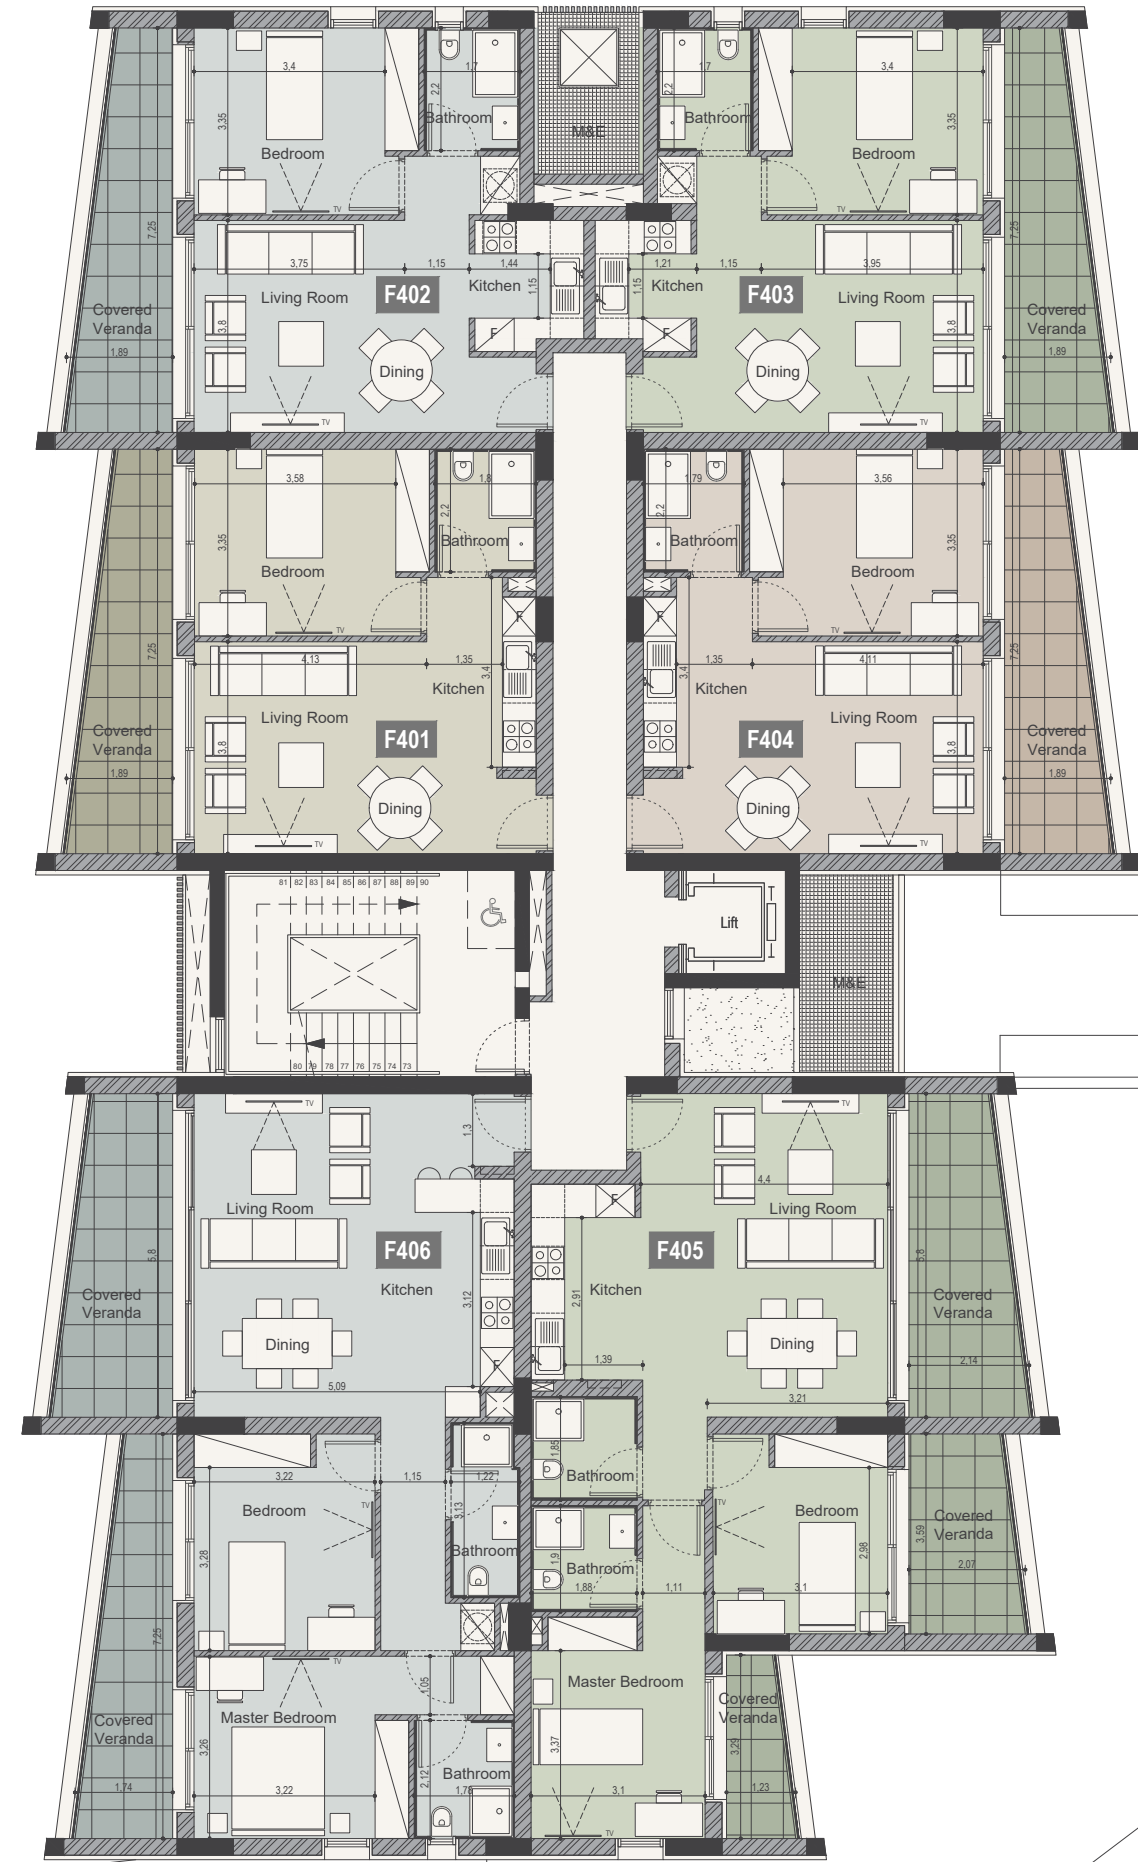 3,4
1,7
2,2
3,35
Bathroom
Bedroom
TV
7,25
3,75
1,15
1,44
1,15
Kitchen
Living Room
F402
Covered
Veranda
3,8
1,89
F
Dining
TV
M&E
1,7
2,2
3,4
3,35
Bathroom
Bedroom
TV
7,25
1,21
1,15
3,95
1,15
Kitchen
F403
Living Room
Covered
Veranda
3,8
1,89
F
Dining
TV
3,58
1,8
2,2
3,35
Bathroom
Bedroom
F
TV
7,25
4,13
1,35
3,4
Kitchen
Living Room
F401
Covered
Veranda
3,8
1,89
Dining
TV
1,79
2,2
3,56
3,35
Bathroom
Bedroom
F
TV
7,25
1,35
3,4
4,11
Kitchen
F404
Living Room
Covered
Veranda
3,8
1,89
Dining
TV
81 82 83 84 85 86 87 88 89 90
Lift
M&E
80 79 78 77 76 75 74 73
TV
1,3
Living Room
F406
5,8
Kitchen
3,12
Covered
Veranda
Dining
F
5,09
TV
4,4
F
Living Room
F405
5,8
Kitchen
2,91
Covered
Veranda
Dining
1,39
2,14
3,21
3,22
1,15
1,22
TV
Bedroom
3,13
Bathroom
3,28
7,25
TV
1,05
Covered
Veranda
Master Bedroom
3,26
2,12
Bathroom
1,74
3,22
1,78
1,85
Bathroom
TV
Bedroom
Covered
Veranda
3,59
2,98
2,07
1,9
Bathroom
1,88
1,11
3,1
Master Bedroom
Covered
Veranda
3,37
3,29
3,1
1,23
TV